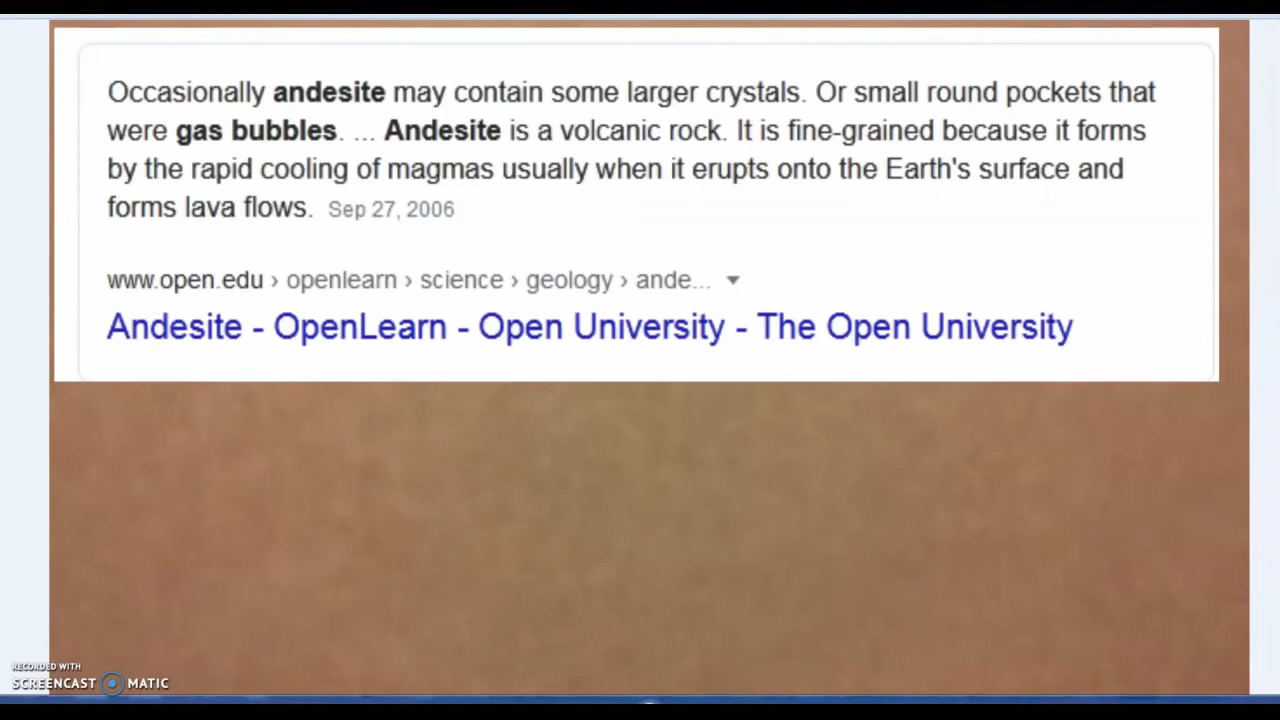 Occasionally andesite may contain some larger crystals. Or small round pockets that
were gas bubbles. ... Andesite is a volcanic rock. It is fine-grained because it forms
by the rapid cooling of magmas usually when it erupts onto the Earth's surface and
forms lava flows. Sep 27, 2006
www.open.edu › openlearn › science › geology › ande...
Andesite - OpenLearn - Open University - The Open University
RECORDED WITH
SCREENCAST MATIC